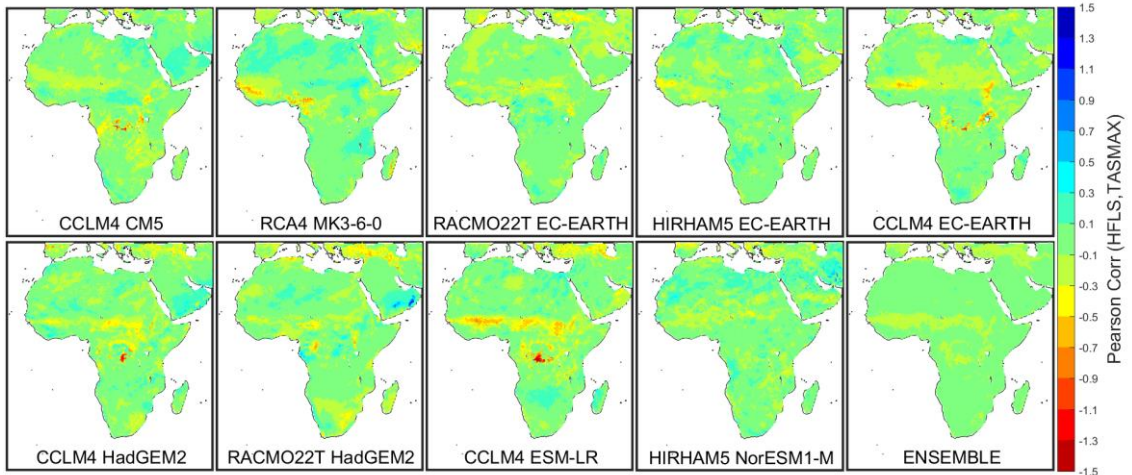 CCLM4 CM5
RCA4 MK3-6-0
RACMO22T EC-EARTH
HIRHAM5 EC-EARTH
CCLM4 EC-EARTH
CCLM4 HadGEM2
RACMO22T HadGEM2
CCLM4 ESM-LR
HIRHAM5 NorESM1-M
ENSEMBLE
1.5
1.3
1.1
0.9
0.7
0.5
0.3
0.1
-0.1
-0.3
-0.5
-0.7
-0.9
-1.1
-1.3
-1.5
Pearson Corr (HFLS,TASMAX)